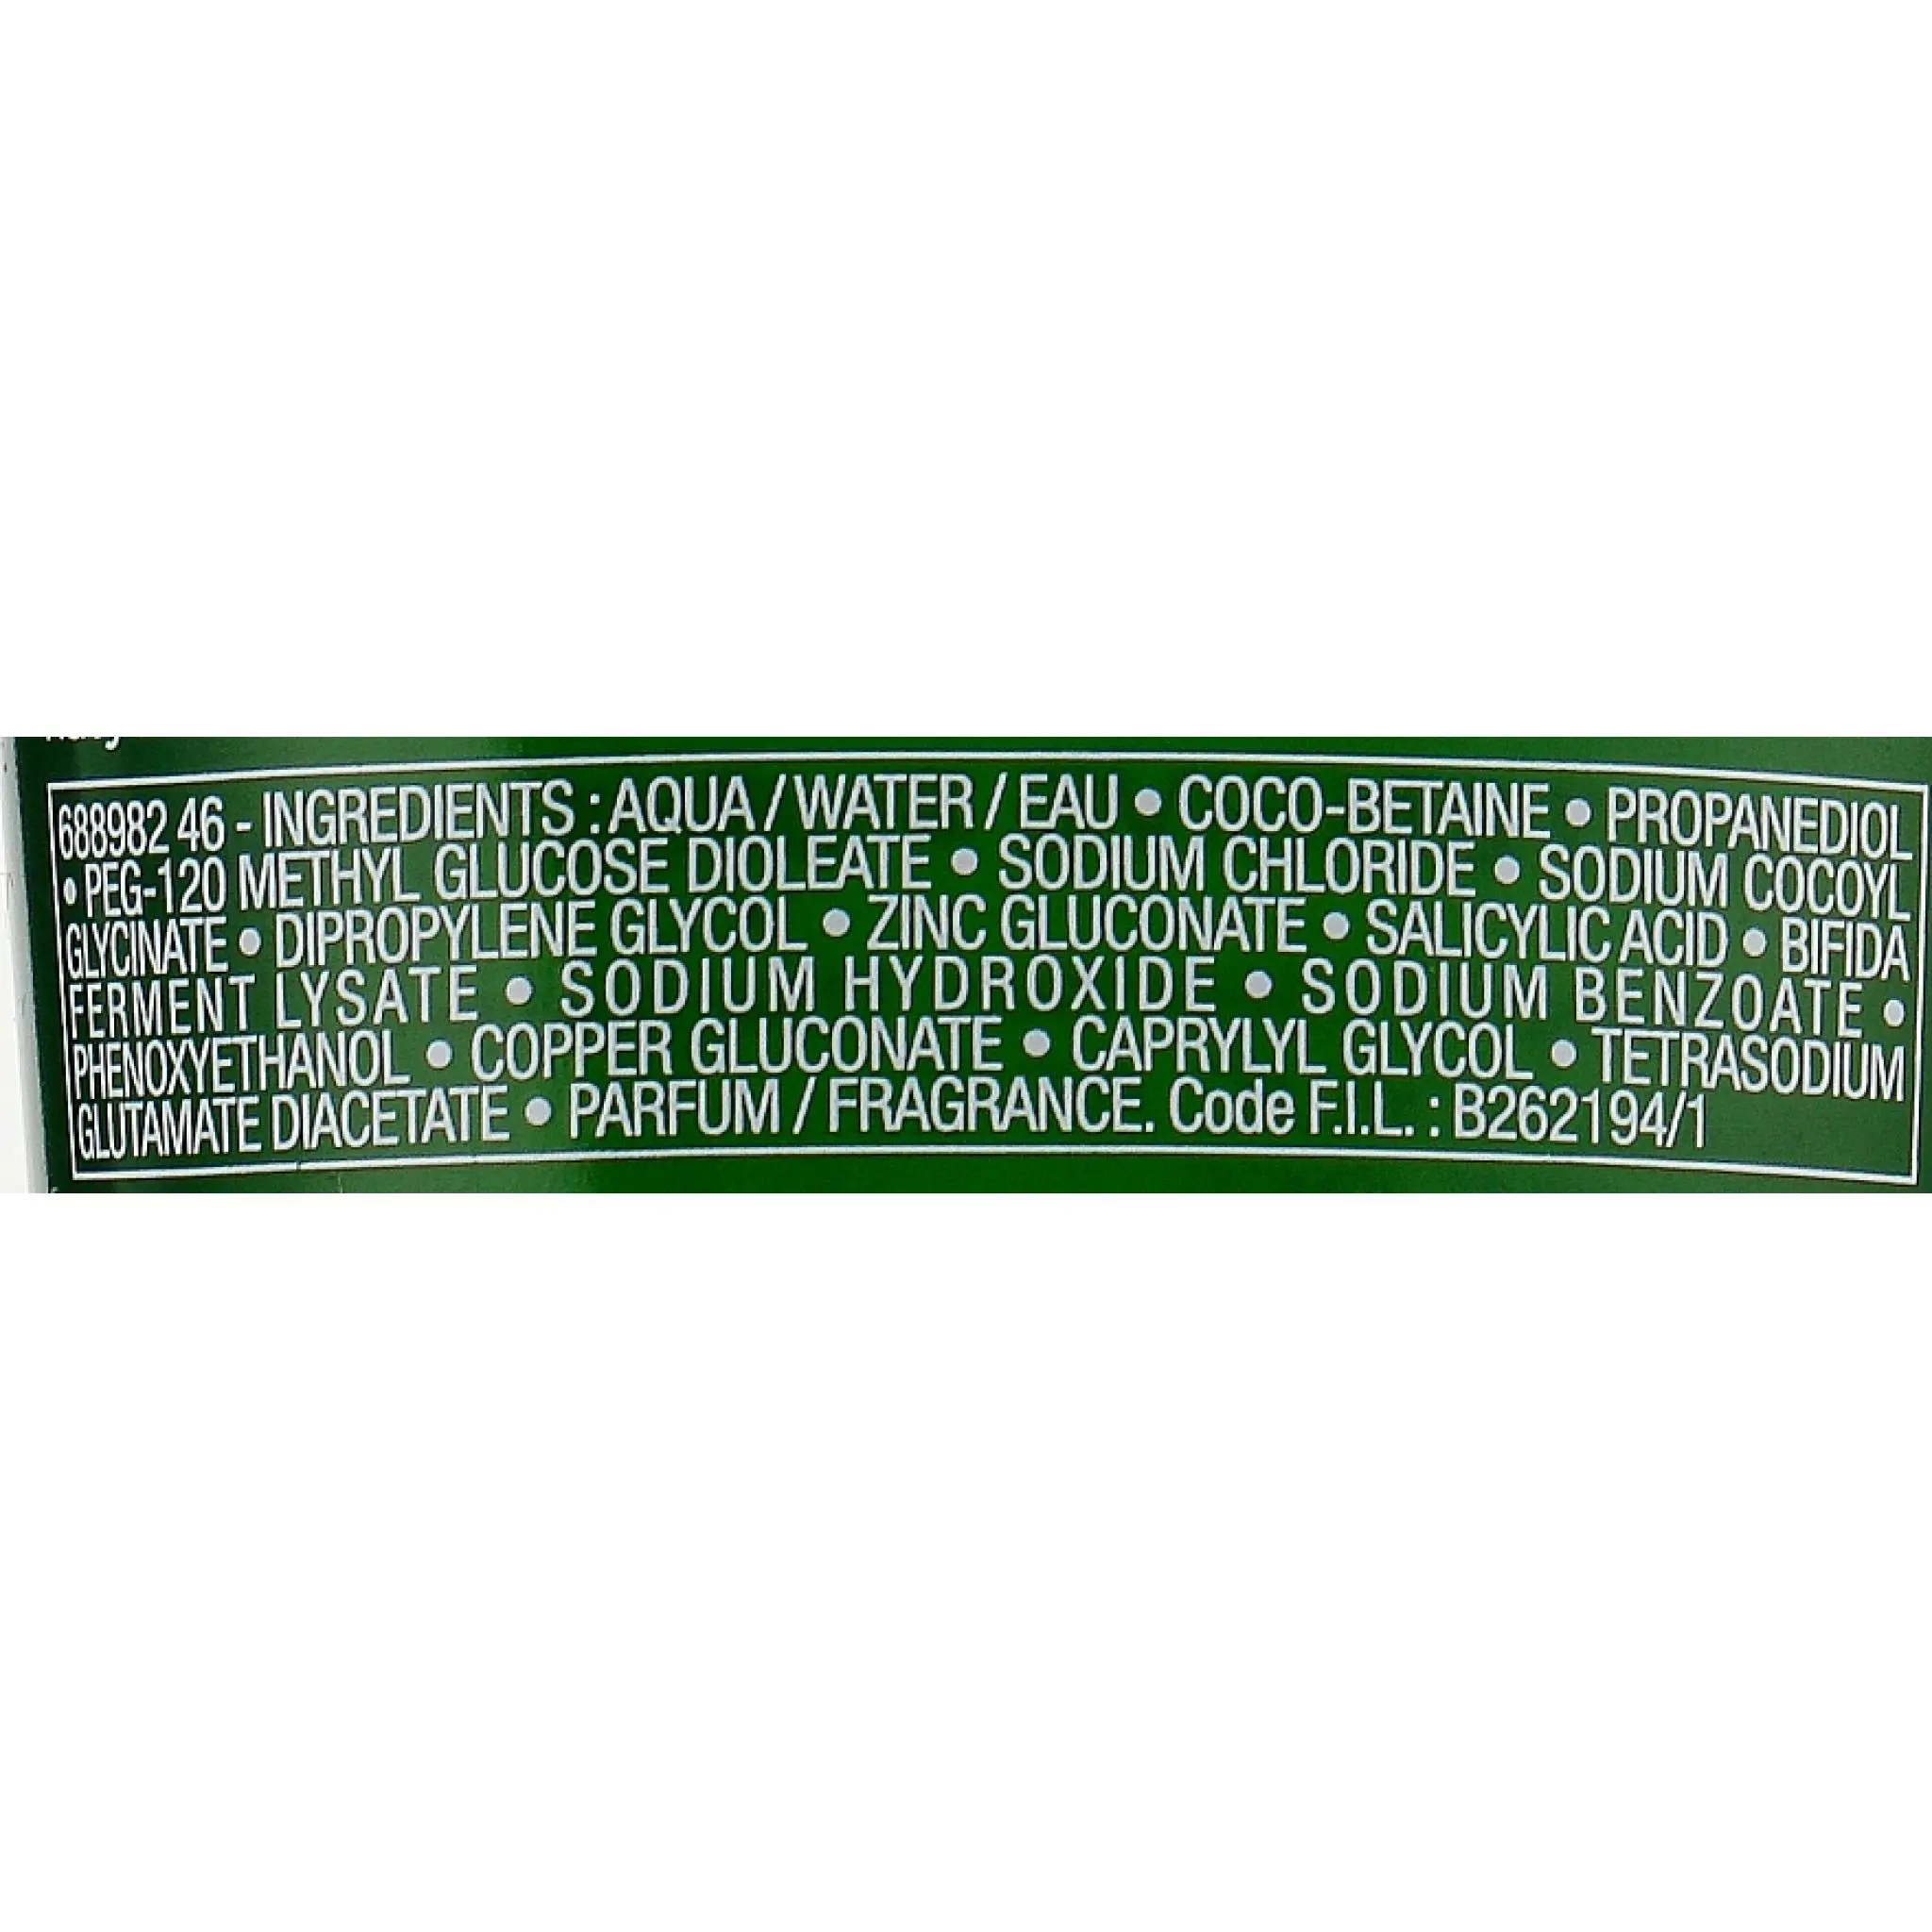 688982 46 - INGREDIENTS : AQUA / WATER / EAU • COCO-BETAINE • PROPANEDIOL
• PEG-120 METHYL GLUCOSE DIOLEATE • SODIUM CHLORIDE • SODIUM COCOYL
GLYCINATE • DIPROPYLENE GLYCOL • ZINC GLUCONATE • SALICYLIC ACID • BIFIDA
FERMENT LYSATE • SODIUM HYDROXIDE • SODIUM BENZOATE •
PHENOXYETHANOL • COPPER GLUCONATE • CAPRYLYL GLYCOL • TETRASODIUM
GLUTAMATE DIACETATE • PARFUM / FRAGRANCE. Code F.I.L. : B262194/1